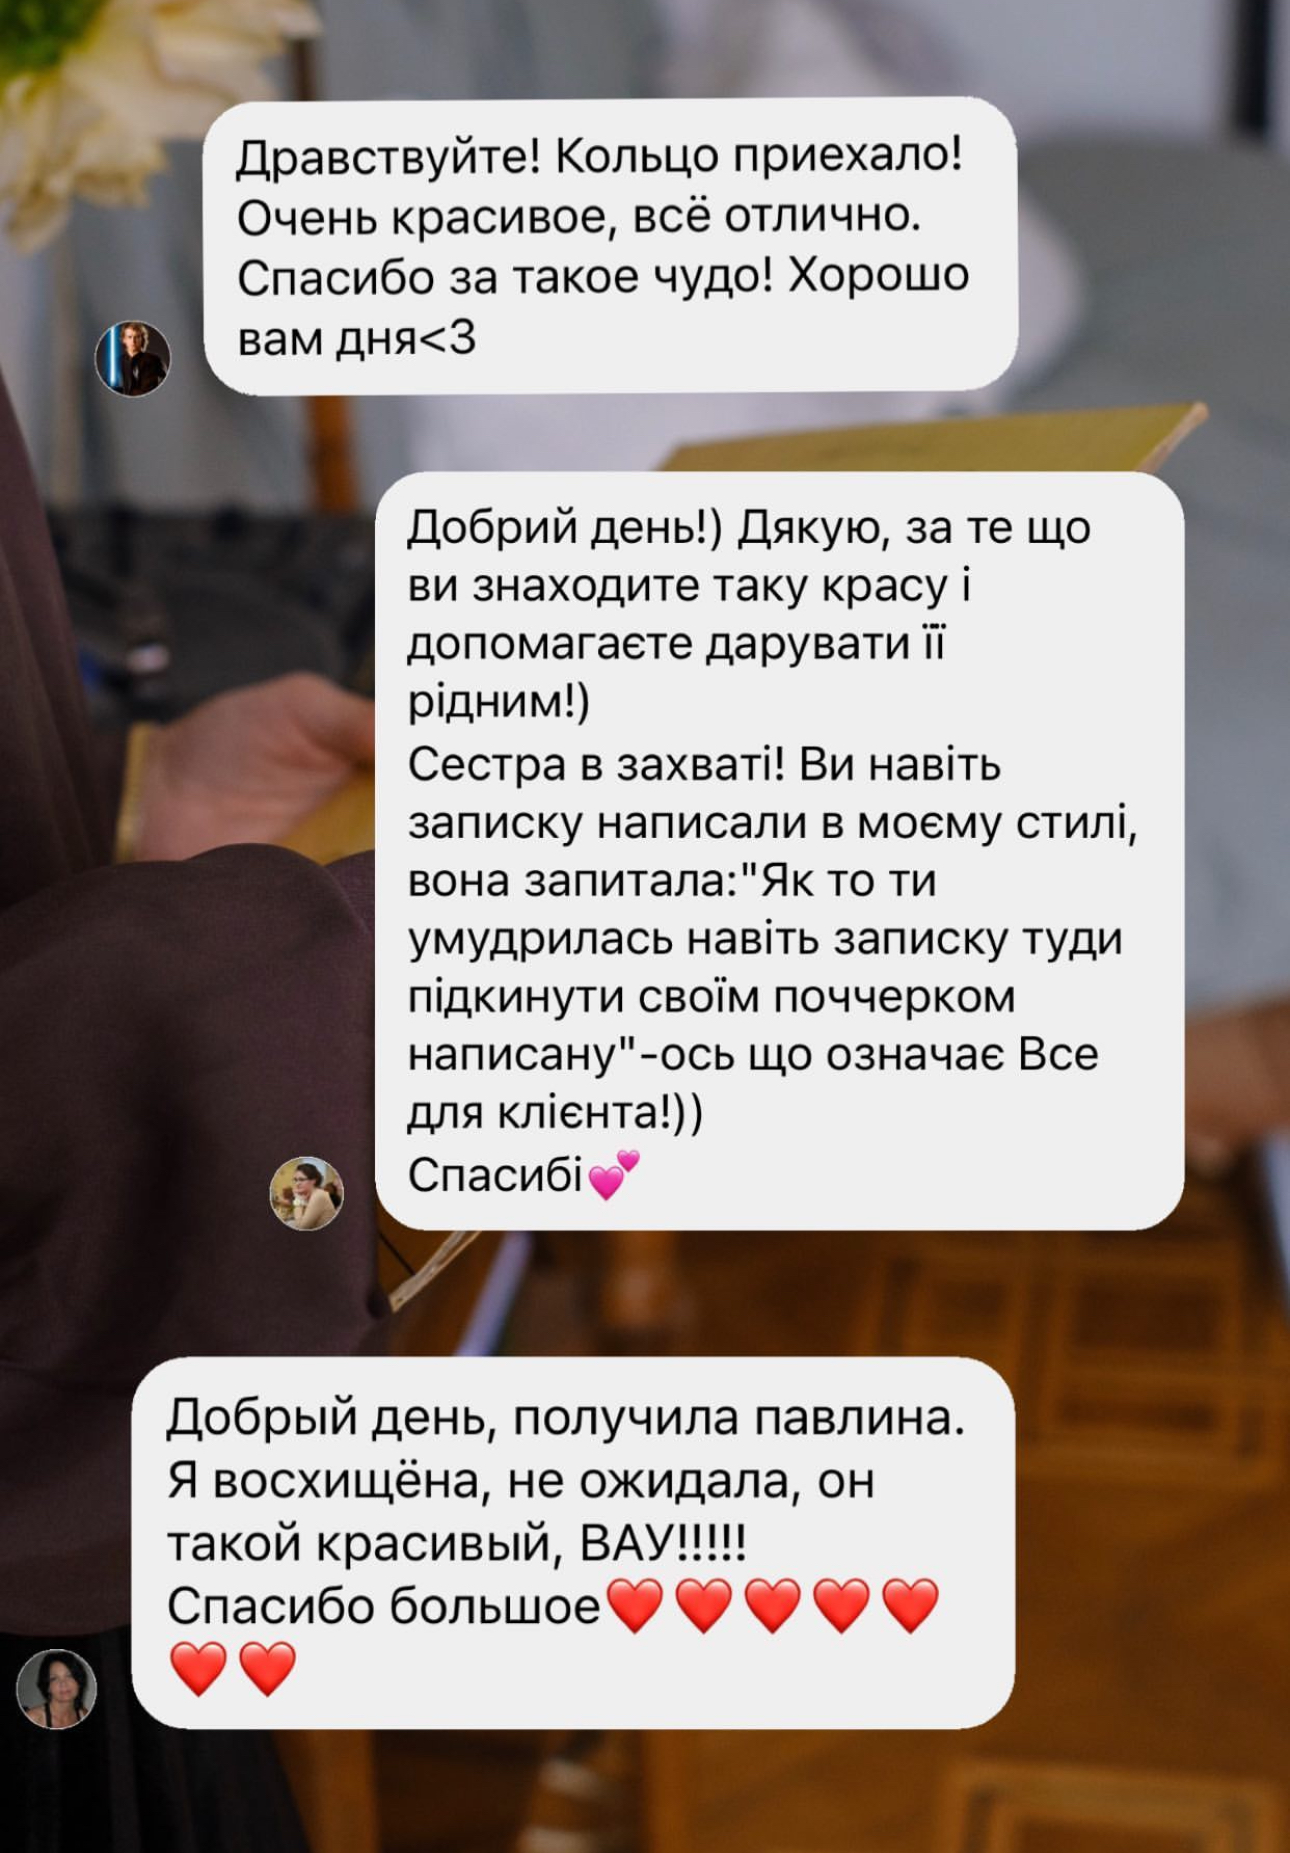 Дравствуйте! Кольцо приехало!
Очень красивое, всё отлично.
Спасибо за такое чудо! Хорошо
вам дня<3
Добрий день!) Дякую, за те що
ви знаходите таку красу і
допомагаєте дарувати її
рідним!)
Сестра в захваті! Ви навіть
записку написали в моєму стилі,
вона запитала:"Як то ти
умудрилась навіть записку туди
підкинути своїм поччерком
написану"-ось що означає Все
для клієнта!))
Спасибі💕
Добрый день, получила павлина.
Я восхищёна, не ожидала, он
такой красивый, ВАУ!!!!!
Спасибо большое❤️❤️❤️❤️❤️
❤️❤️